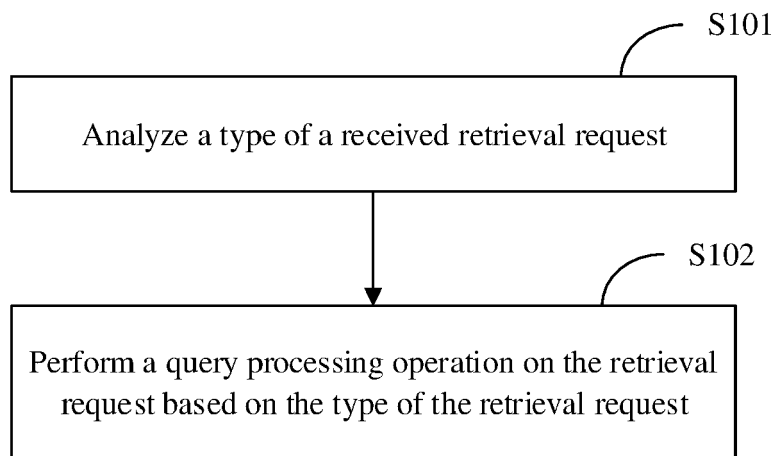 S101
Analyze a type of a received retrieval request
S102
Perform a query processing operation on the retrieval
request based on the type of the retrieval request